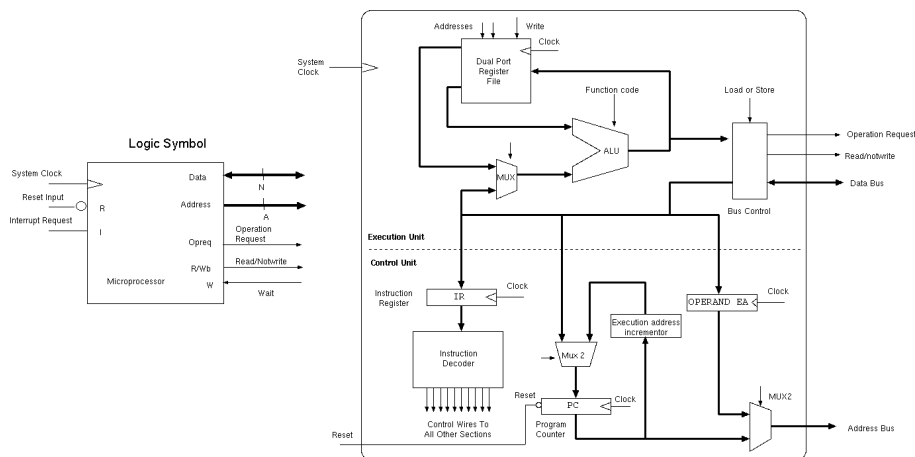 Logic Symbol
System Clock
Reset Input
Interrupt Request
R
I
Data
N
Address
A
Operation
Request
Opreq
Read/Notwrite
R/Wb
W
Wait
Microprocessor
System
Clock
Addresses
Write
Clock
Dual Port
Register
File
Function code
ALU
MUX
Load or Store
Operation Request
Read/notwrite
Data Bus
Bus Control
Execution Unit
Control Unit
Instruction
Register
IR
Clock
Instruction
Decoder
Control Wires To
All Other Sections
Mux 2
Execution address
incrementor
OPERAND EA
Clock
Reset
PC
Clock
Program
Counter
MUX2
Address Bus
Reset